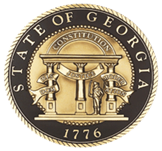 STATE OF GEORGIA
CONSTITUTION
1776